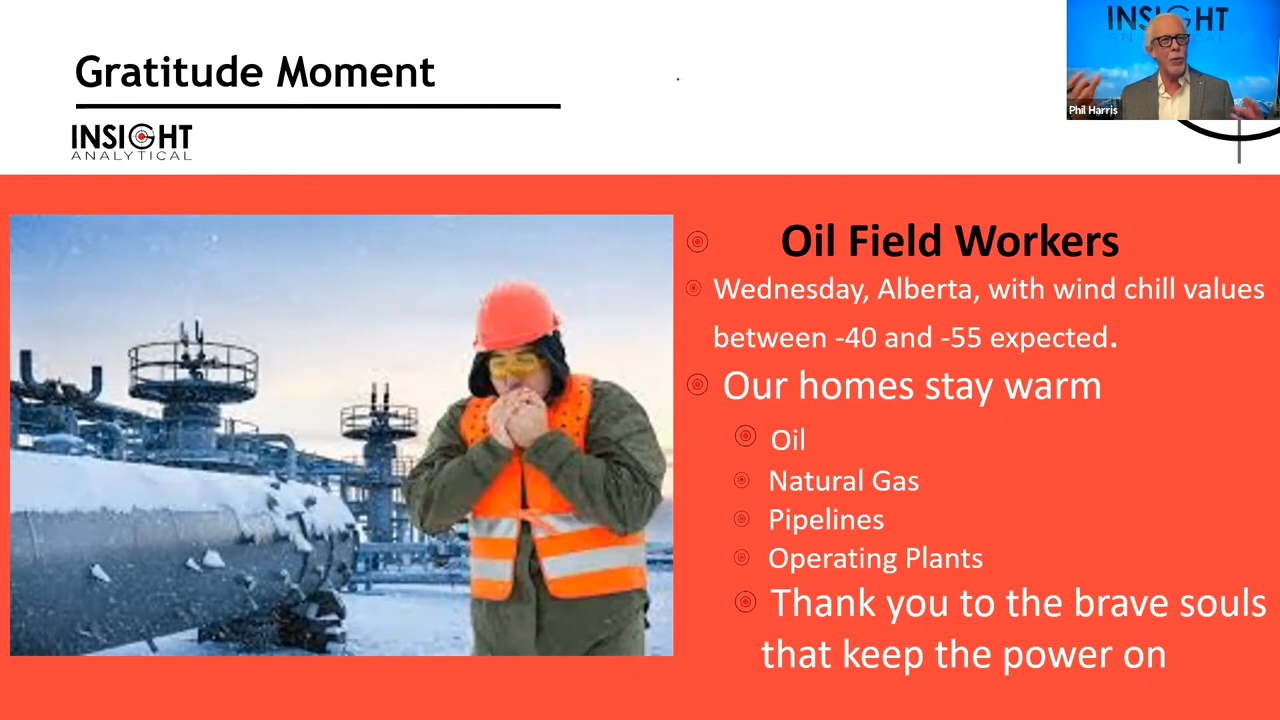 Gratitude Moment
INSIGHT
ANALYTICAL
INSIGHT
ANALYTICAL
Phil Harris
Oil Field Workers
Wednesday, Alberta, with wind chill values
between -40 and -55 expected.
Our homes stay warm
Oil
Natural Gas
Pipelines
Operating Plants
Thank you to the brave souls
that keep the power on